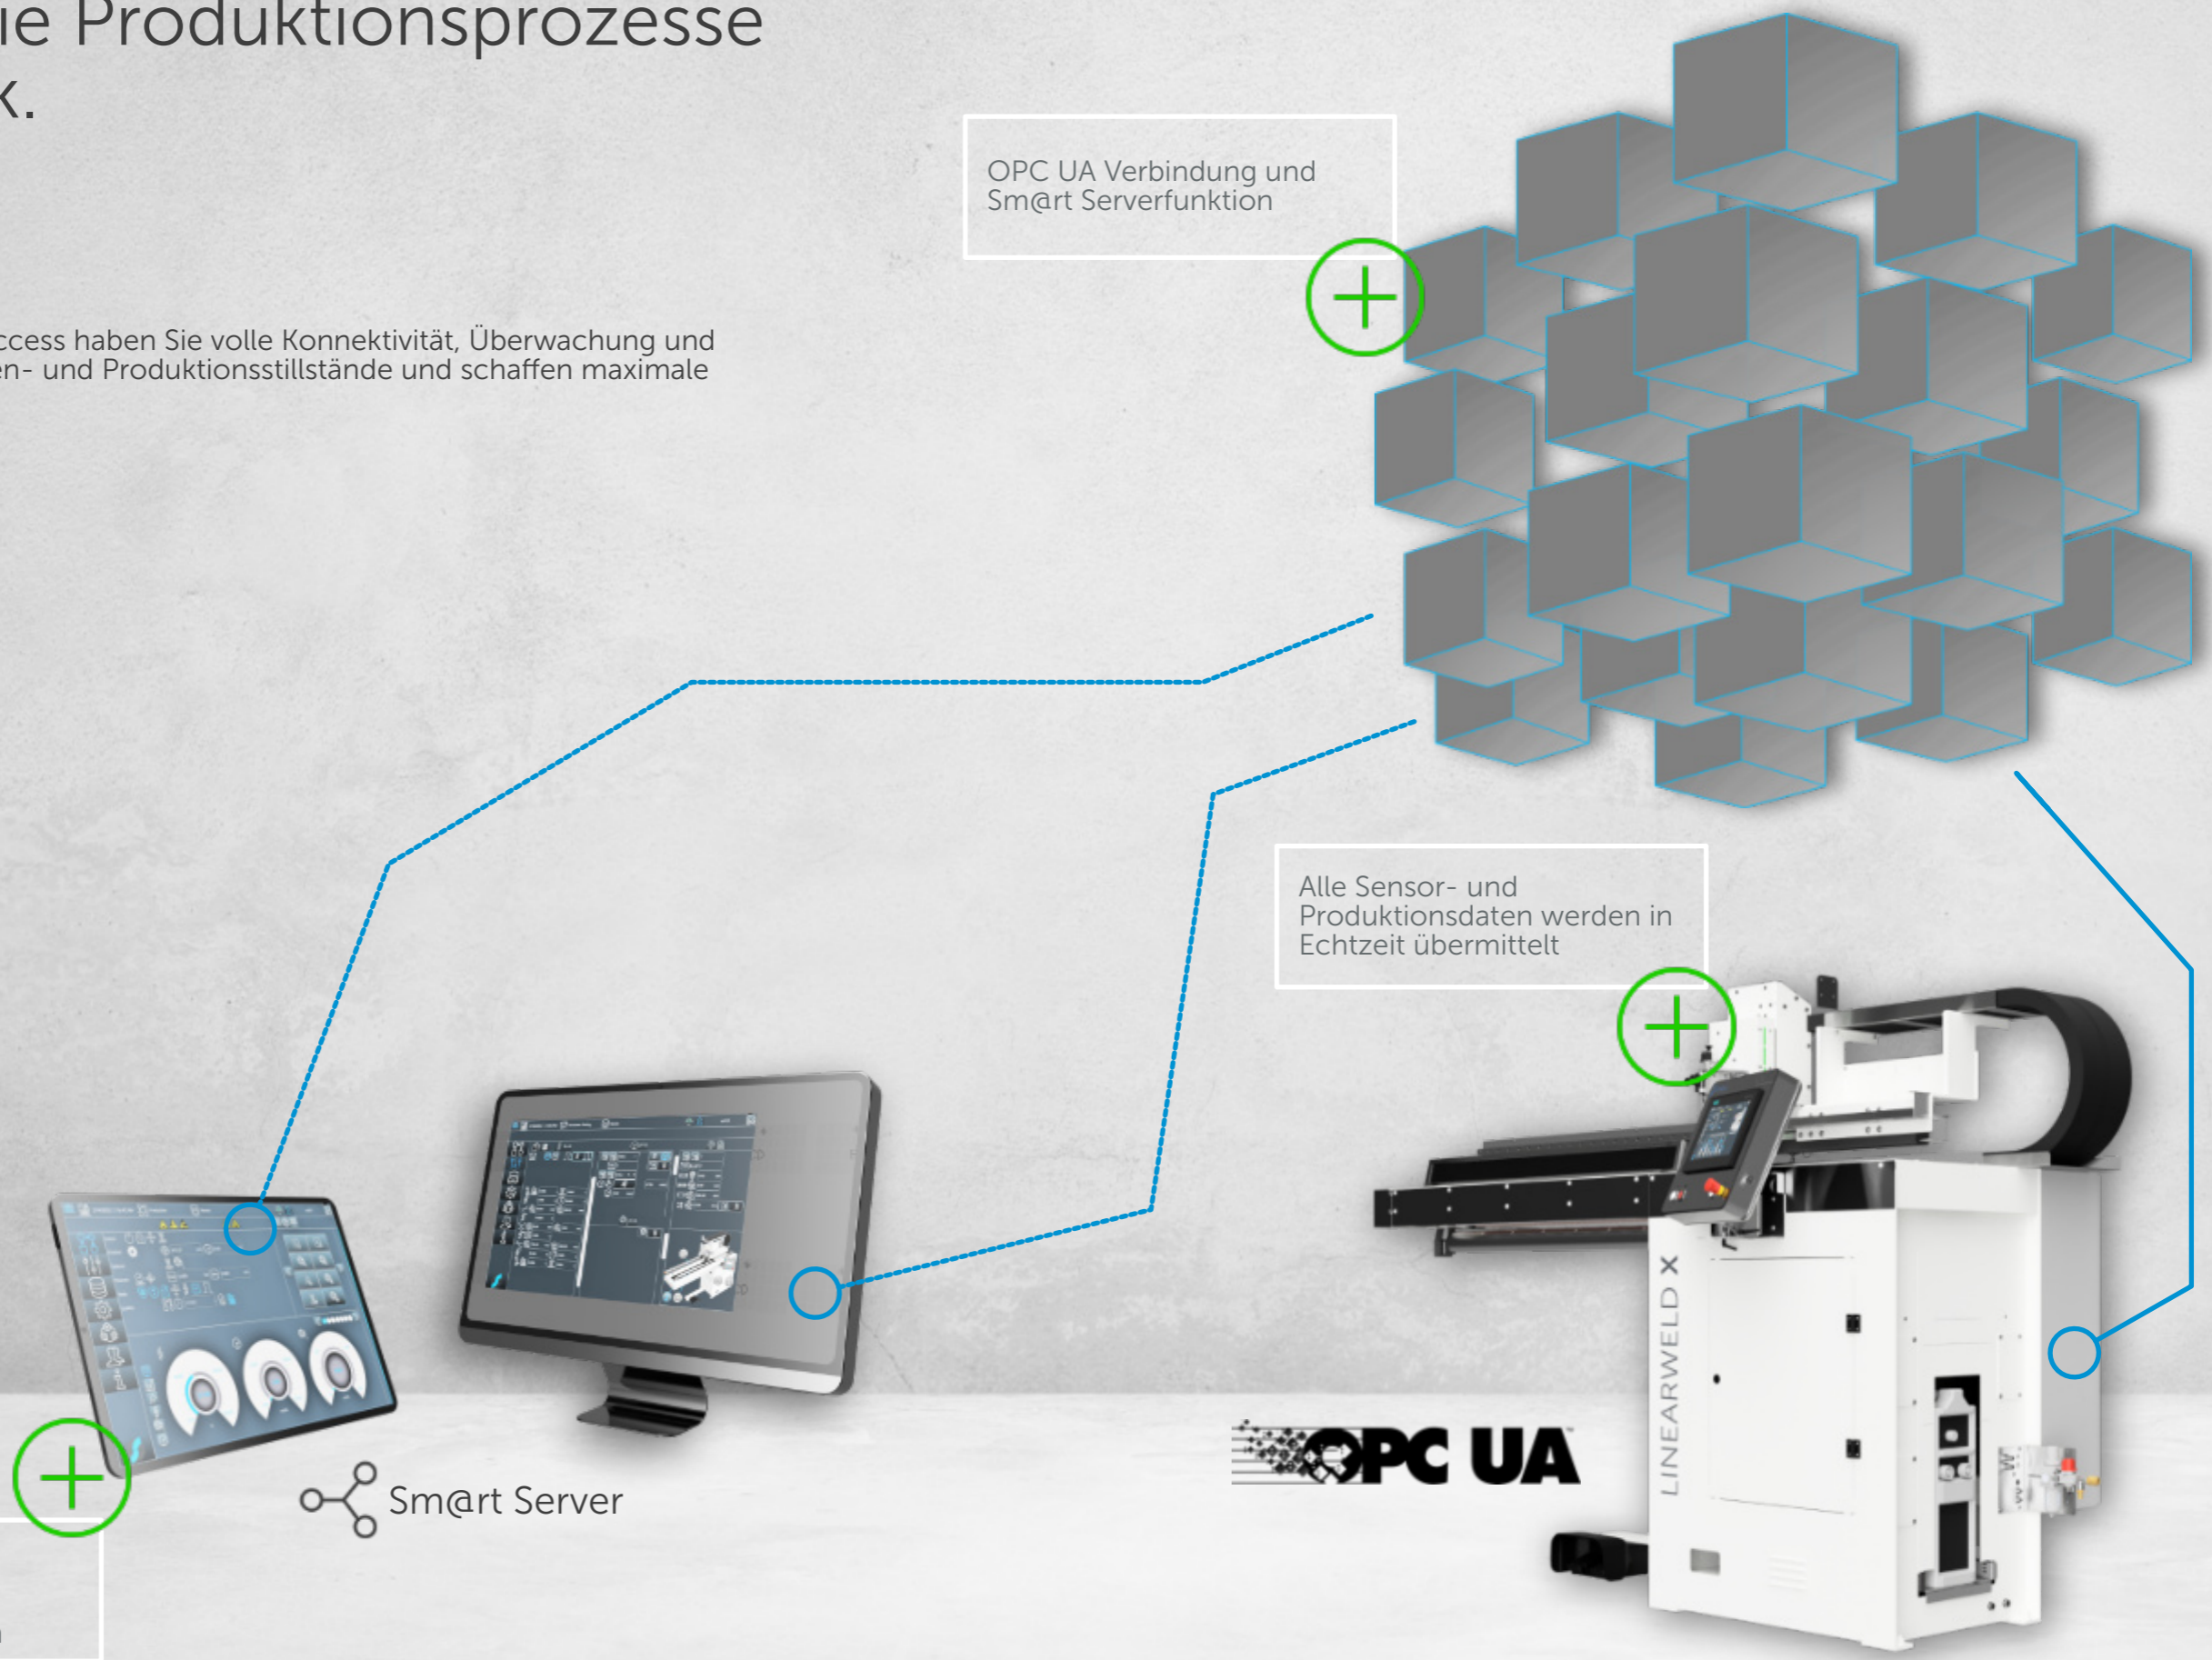 ie Produktionsprozesse
k.
OPC UA Verbindung und
Sm@rt Serverfunktion
ccess haben Sie volle Konnektivität, Überwachung und
en- und Produktionsstillstände und schaffen maximale
Alle Sensor- und
Produktionsdaten werden in
Echtzeit übermittelt
LINEARWELD X
OPC UA
Sm@rt Server